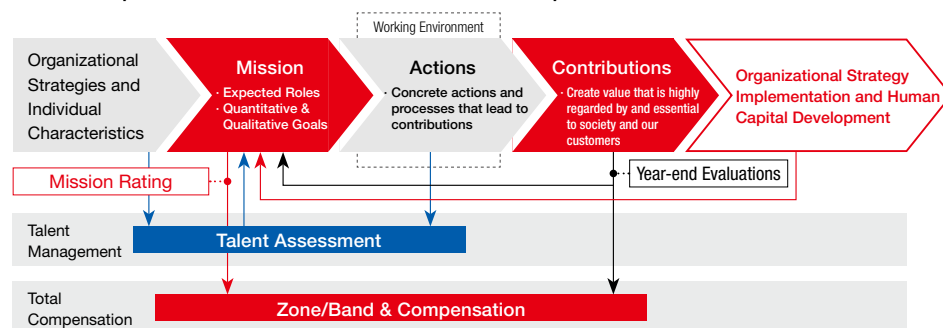 Working Environment
Organizational
Strategies and
Individual
Characteristics
Mission
· Expected Roles
· Quantitative &
Qualitative Goals
Actions
· Concrete actions and
processes that lead to
contributions
Contributions
· Create value that is highly
regarded by and essential
to society and our
customers
Organizational Strategy
Implementation and Human
Capital Development
Mission Rating
Year-end Evaluations
Talent
Management
Talent Assessment
Total
Compensation
Zone/Band & Compensation